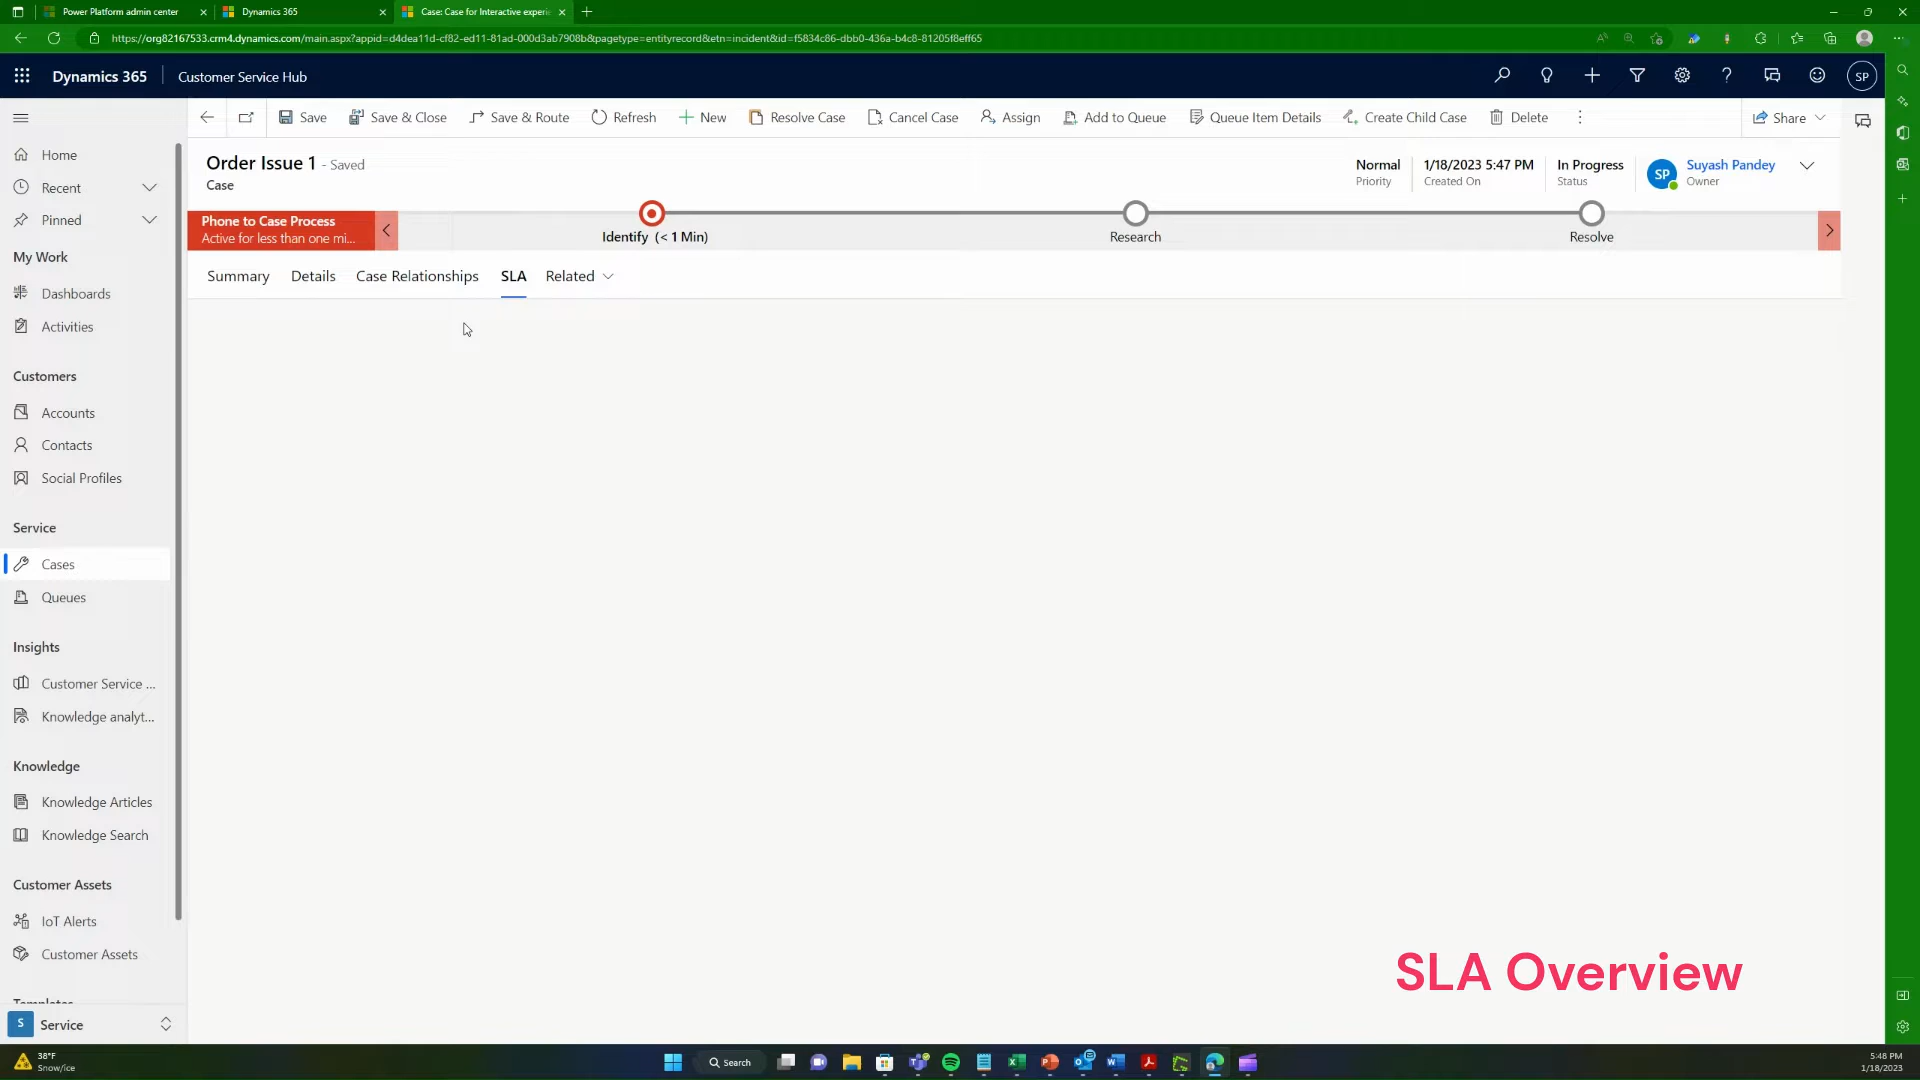 Power Platform admin center
Dynamics 365
Case: Case for Interactive experie
https://org82167533.crm4.dynamics.com/main.aspx?appid=d4dea11d-cf82-ed11-81ad-000d3ab7908b&pagetype=entityrecord&etn=incident&id=f5834c86-dbb0-436a-b4c8-81205f8eff65
Dynamics 365
Customer Service Hub
SP
Save
Save & Close
Save & Route
Refresh
New
Resolve Case
Cancel Case
Assign
Add to Queue
Queue Item Details
Create Child Case
Delete
Share
Order Issue 1 - Saved
Case
Normal
Priority
1/18/2023 5:47 PM
Created On
In Progress
Status
SP
Suyash Pandey
Owner
Phone to Case Process
Active for less than one mi...
Identify (< 1 Min)
Research
Resolve
Summary
Details
Case Relationships
SLA
Related
Home
Recent
Pinned
My Work
Dashboards
Activities
Customers
Accounts
Contacts
Social Profiles
Service
Cases
Queues
Insights
Customer Service ...
Knowledge analyt...
Knowledge
Knowledge Articles
Knowledge Search
Customer Assets
IoT Alerts
Customer Assets
Templates
S
Service
SLA Overview
38°F
Snow/ice
Search
5:48 PM
1/18/2023